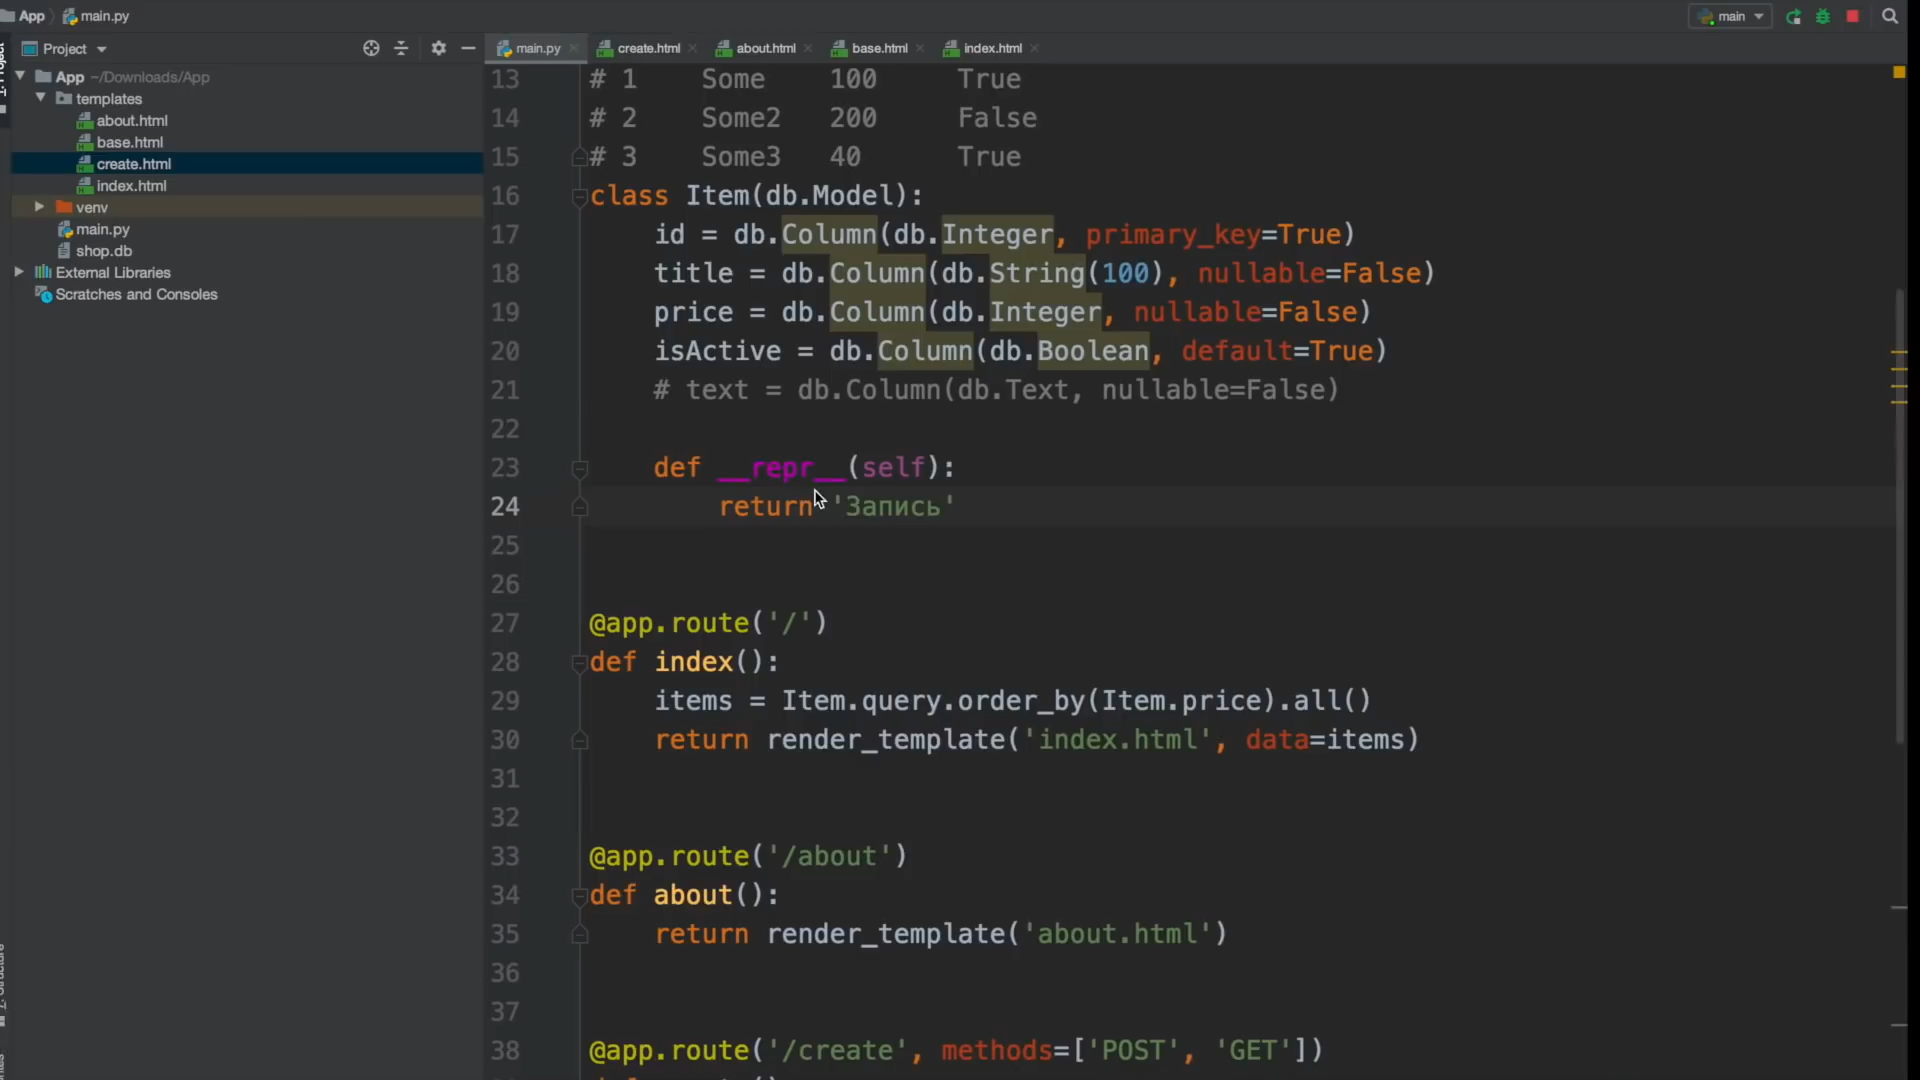 App main.py
main
Project
main.py create.html about.html base.html index.html
App ~/Downloads/App
templates
about.html
base.html
create.html
index.html
venv
main.py
shop.db
External Libraries
Scratches and Consoles
13 # 1 Some 100 True
14 # 2 Some2 200 False
15 # 3 Some3 40 True
16 class Item(db.Model):
17 id = db.Column(db.Integer, primary_key=True)
18 title = db.Column(db.String(100), nullable=False)
19 price = db.Column(db.Integer, nullable=False)
20 isActive = db.Column(db.Boolean, default=True)
21 # text = db.Column(db.Text, nullable=False)
22
23 def __repr__(self):
24 return 'Запись'
25
26
27 @app.route('/')
28 def index():
29 items = Item.query.order_by(Item.price).all()
30 return render_template('index.html', data=items)
31
32
33 @app.route('/about')
34 def about():
35 return render_template('about.html')
36
37
38 @app.route('/create', methods=['POST', 'GET'])